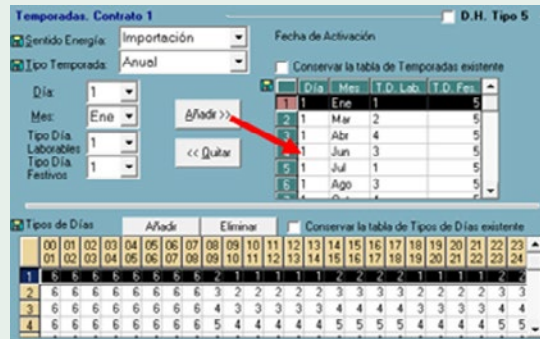 Temporadas. Contrato 1
D.H. Tipo 5
Sentido Energía: Importación
Fecha de Activación
Tipo Temporada: Anual
Conservar la tabla de Temporadas existente
Día: 1
Mes: Ene
Tipo Día Laborables 1
Tipo Día Festivos 1
Añadir >>
<< Quitar
Día Mes T.D. Lab. T.D. Fes.
1 1 Ene 1 5
2 1 Mar 2 5
3 1 Abr 4 5
1 Jun 3 5
5 1 Jul 1 5
6 1 Ago 3 5
Tipos de Días Añadir Eliminar Conservar la tabla de Tipos de Días existente
00 01 02 03 04 05 06 07 08 09 10 11 12 13 14 15 16 17 18 19 20 21 22 23
01 02 03 04 05 06 07 08 09 10 11 12 13 14 15 16 17 18 19 20 21 22 23 24
1 6 6 6 6 6 6 6 6 2 1 1 1 1 1 2 2 2 2 1 1 1 1 2 2
2 6 6 6 6 6 6 6 6 3 2 2 2 2 2 3 3 3 3 2 2 2 2 3 3
3 6 6 6 6 6 6 6 6 4 3 3 3 3 3 4 4 4 4 3 3 3 3 4 4
4 6 6 6 6 6 6 6 6 5 4 4 4 4 4 5 5 5 5 4 4 4 4 5 5